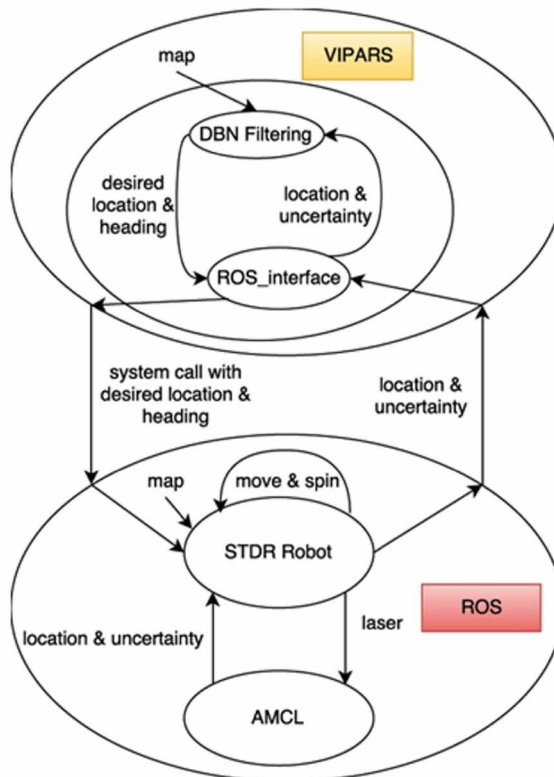 VIPARS
map
DBN Filtering
desired
location &
heading
location &
uncertainty
ROS_interface
system call with
desired location &
heading
location &
uncertainty
map
move & spin
STDR Robot
ROS
location & uncertainty
laser
AMCL